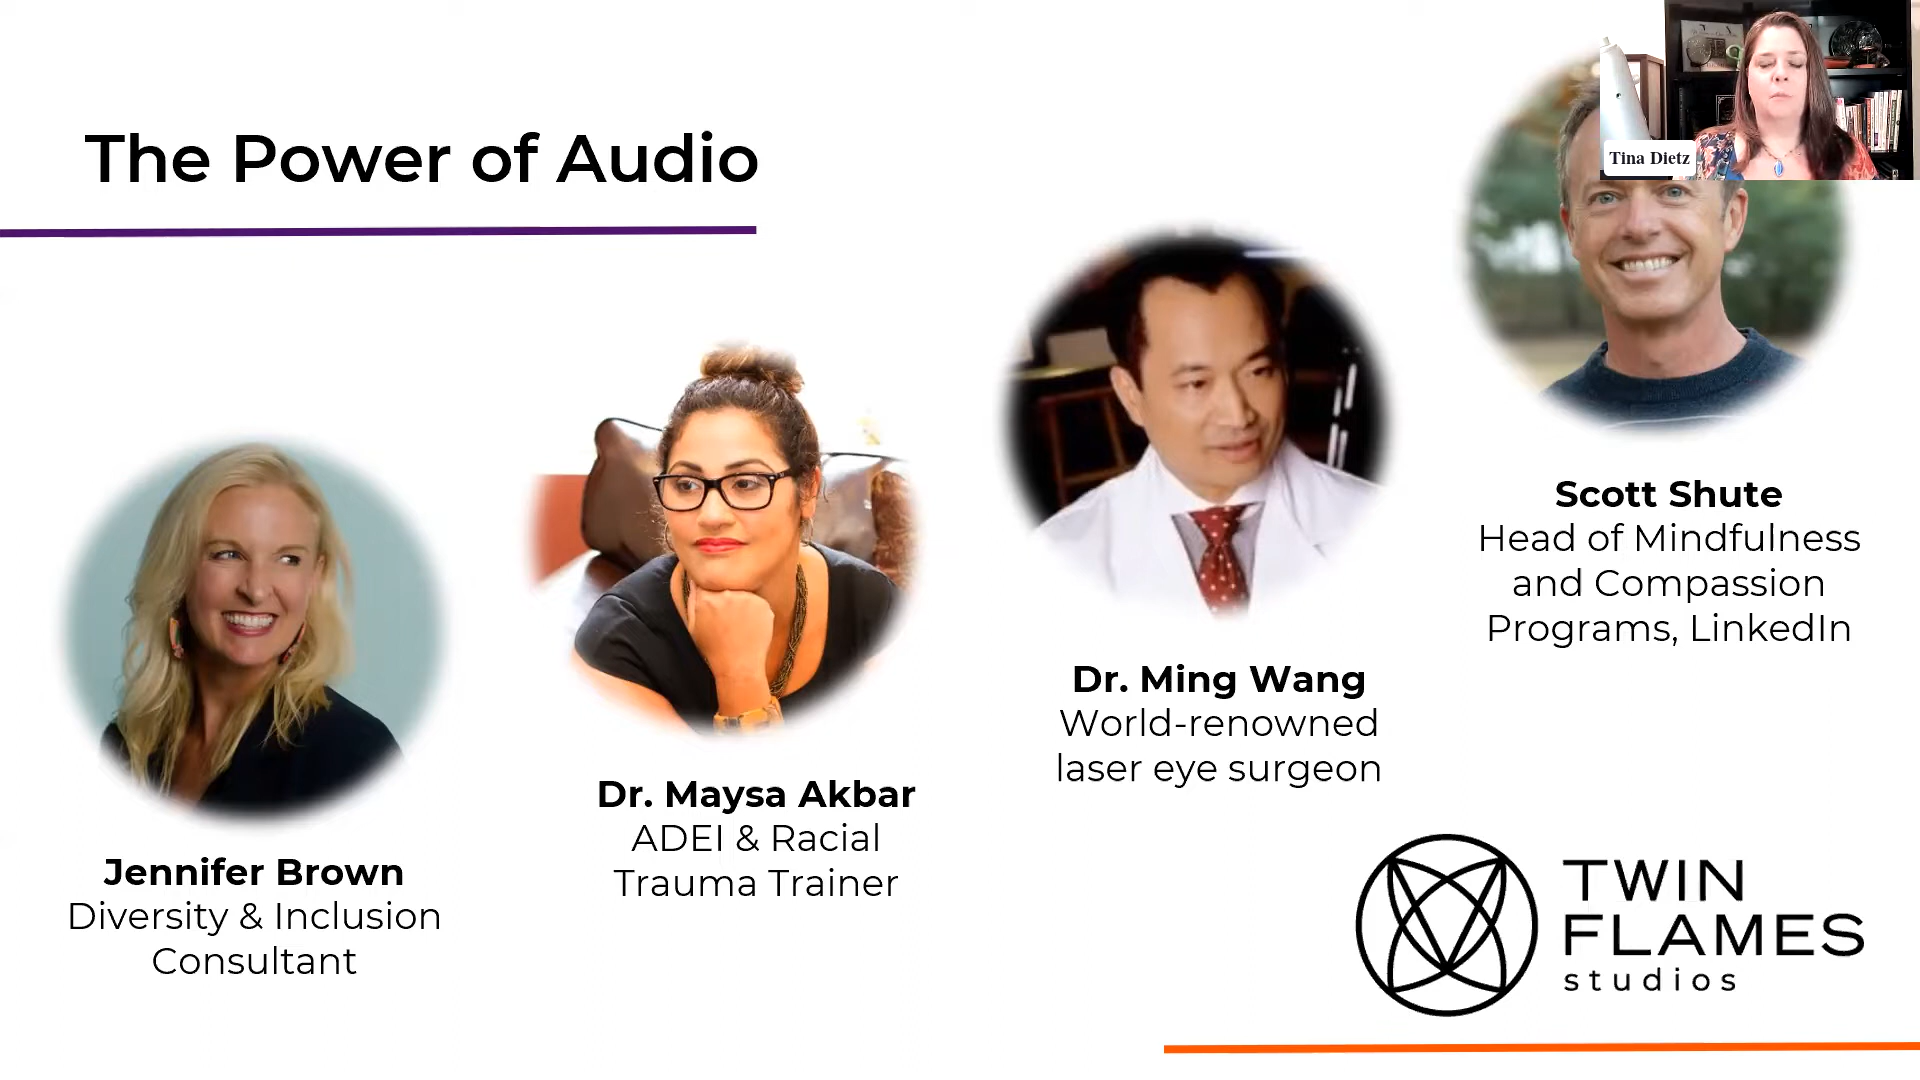 The Power of Audio
Tina Dietz
Scott Shute
Head of Mindfulness
and Compassion
Programs, LinkedIn
Dr. Ming Wang
World-renowned
laser eye surgeon
Dr. Maysa Akbar
ADEI & Racial
Trauma Trainer
Jennifer Brown
Diversity & Inclusion
Consultant
TWIN
FLAMES
studios